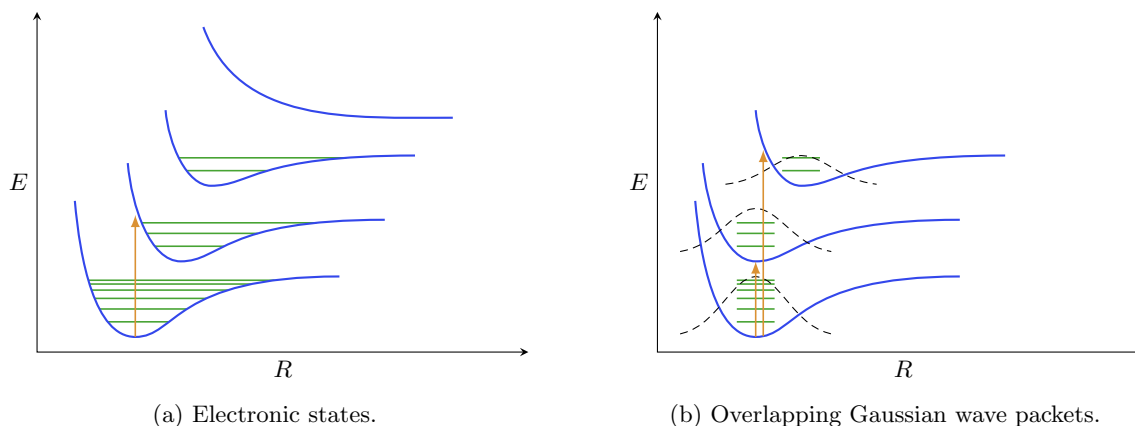 E
R
(a) Electronic states.
E
R
(b) Overlapping Gaussian wave packets.